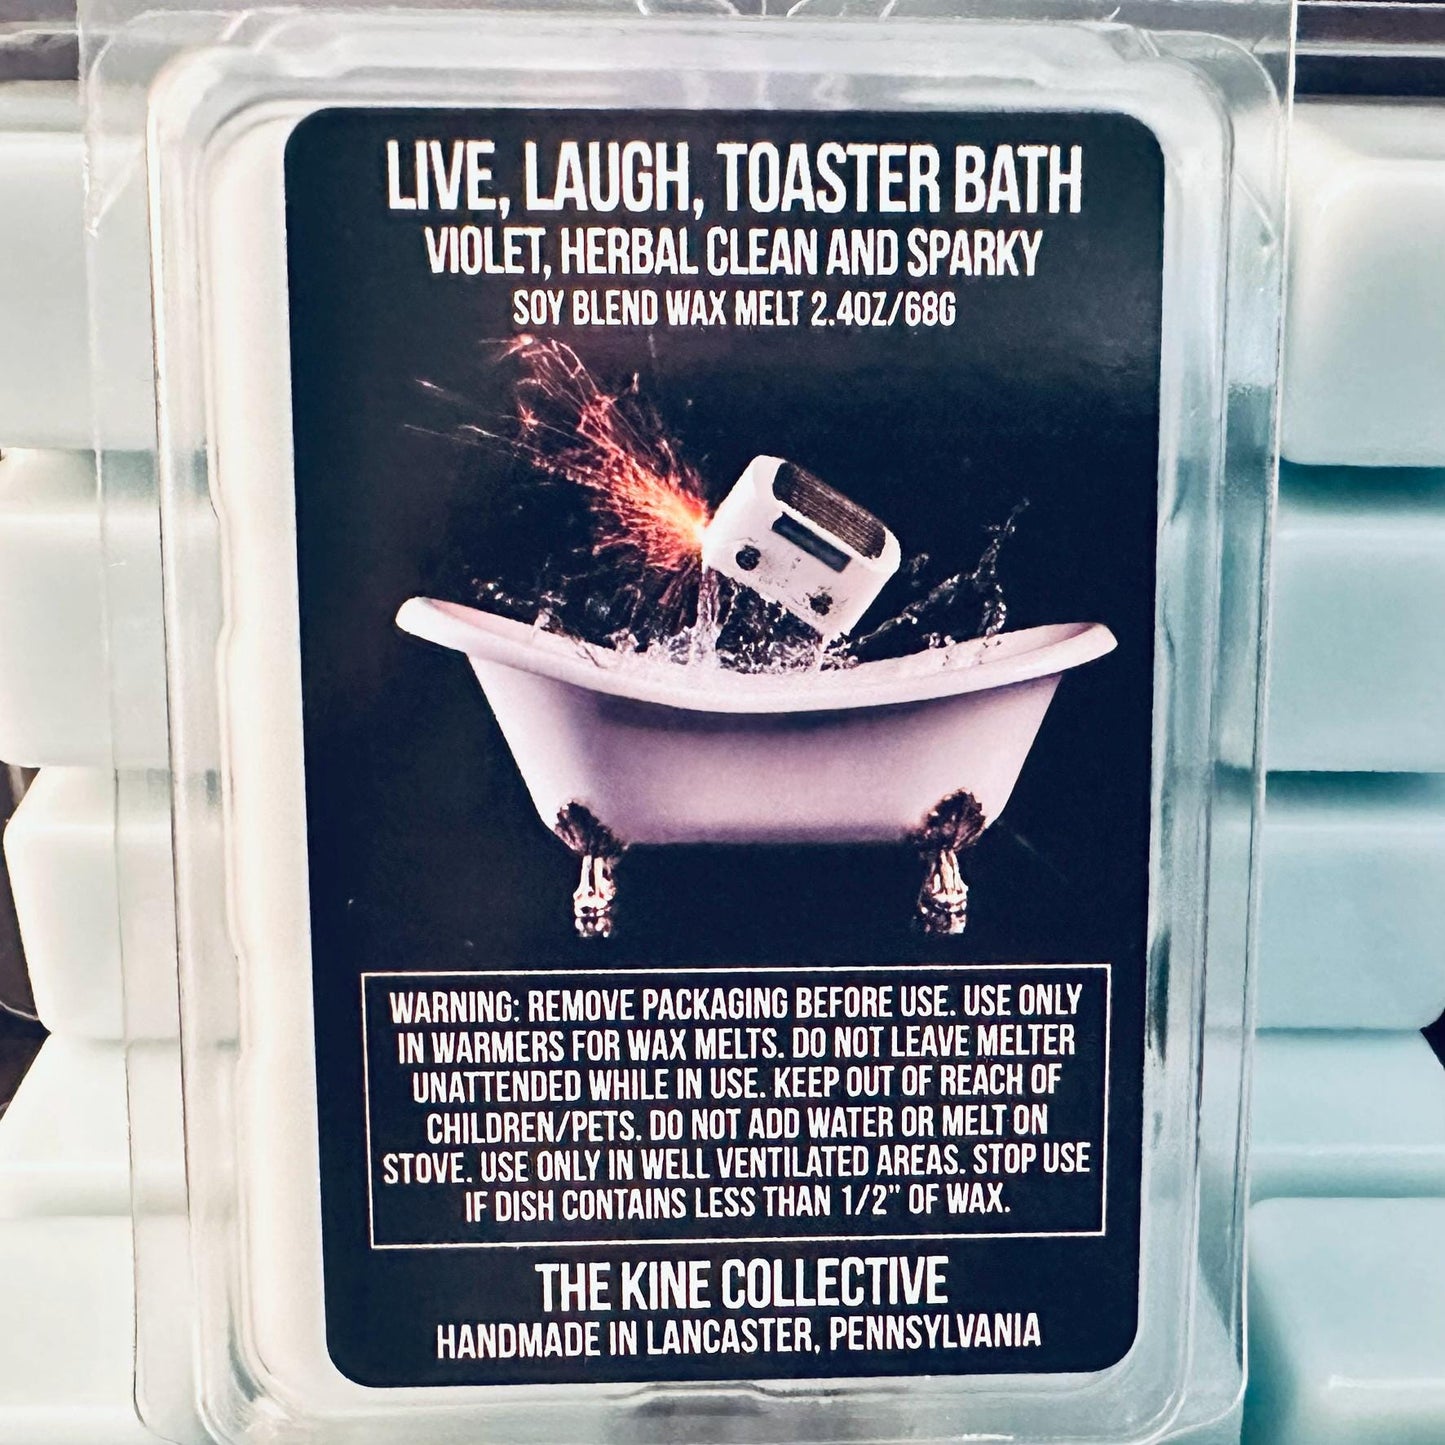 LIVE, LAUGH, TOASTER BATH
VIOLET, HERBAL CLEAN AND SPARKY
SOY BLEND WAX MELT 2.4OZ/68G
WARNING: REMOVE PACKAGING BEFORE USE. USE ONLY
IN WARMERS FOR WAX MELTS. DO NOT LEAVE MELTER
UNATTENDED WHILE IN USE. KEEP OUT OF REACH OF
CHILDREN/PETS. DO NOT ADD WATER OR MELT ON
STOVE. USE ONLY IN WELL VENTILATED AREAS. STOP USE
IF DISH CONTAINS LESS THAN 1/2" OF WAX.
THE KINE COLLECTIVE
HANDMADE IN LANCASTER, PENNSYLVANIA